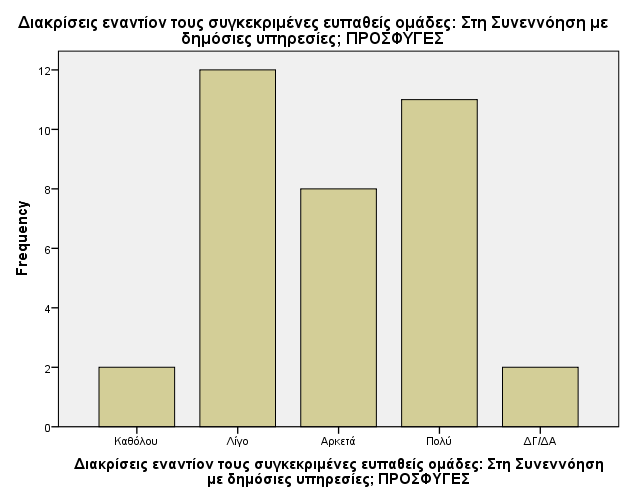 Διακρίσεις εναντίον τους συγκεκριμένες ευπαθείς ομάδες: Στη Συνεννόηση με
δημόσιες υπηρεσίες; ΠΡΟΣΦΥΓΕΣ
12
10
8
6
4
2
0
Frequency
Καθόλου Λίγο Αρκετά Πολύ ΔΓ/ΔΑ
Διακρίσεις εναντίον τους συγκεκριμένες ευπαθείς ομάδες: Στη Συνεννόηση
με δημόσιες υπηρεσίες; ΠΡΟΣΦΥΓΕΣ